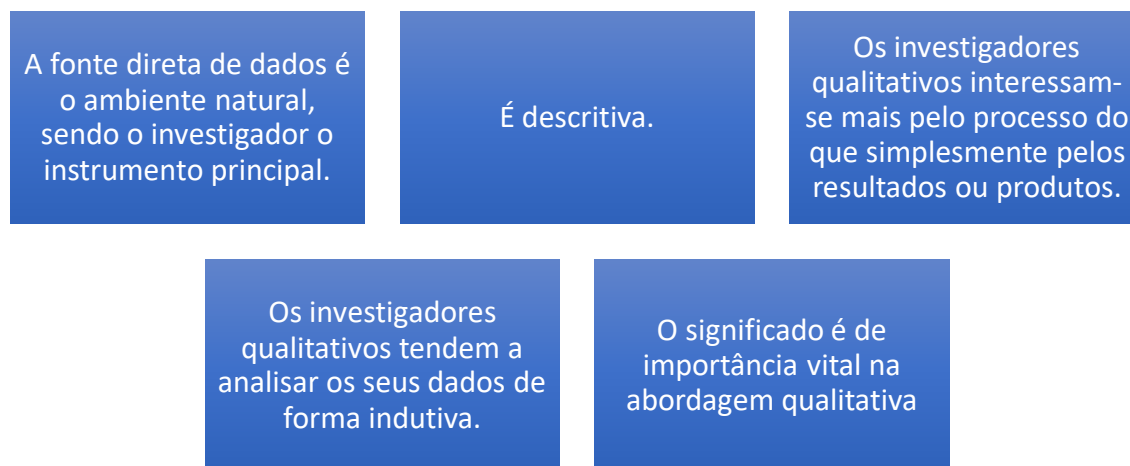 A fonte direta de dados é
o ambiente natural,
sendo o investigador o
instrumento principal.
É descritiva.
Os investigadores
qualitativos interessam-
se mais pelo processo do
que simplesmente pelos
resultados ou produtos.
Os investigadores
qualitativos tendem a
analisar os seus dados de
forma indutiva.
O significado é de
importância vital na
abordagem qualitativa